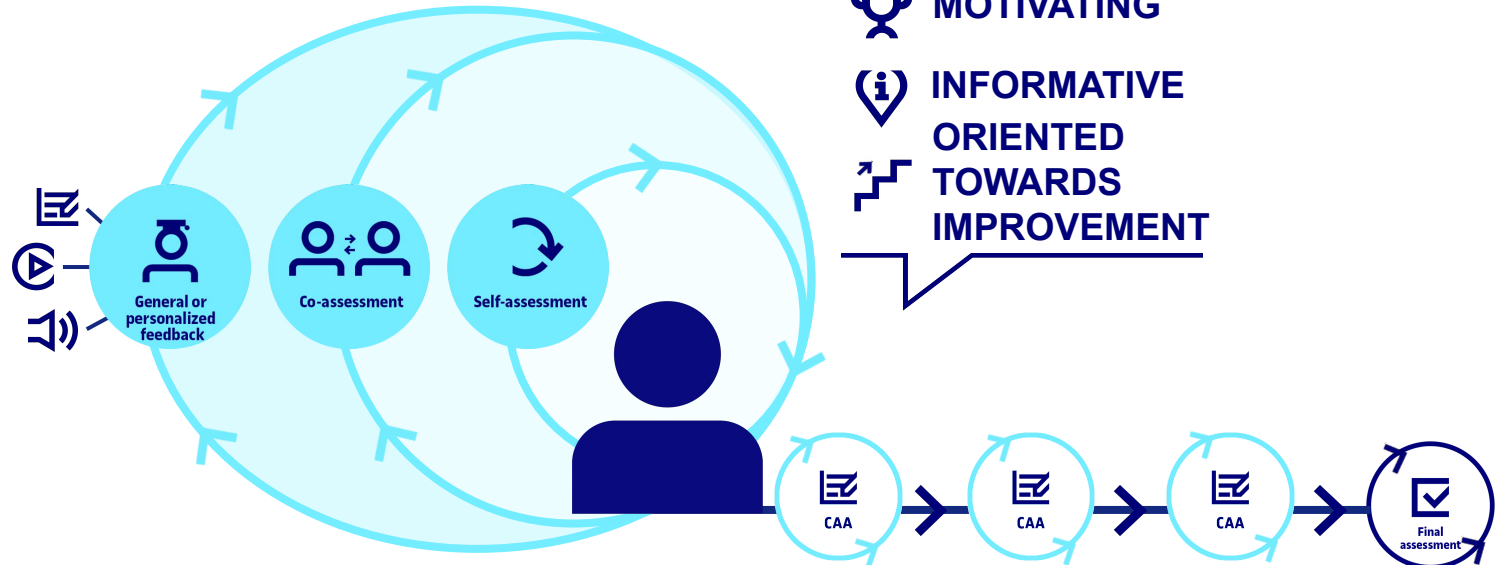 MOTIVATING
INFORMATIVE
ORIENTED
TOWARDS
IMPROVEMENT
General or
personalized
feedback
Co-assessment
Self-assessment
CAA
CAA
CAA
Final
assessment